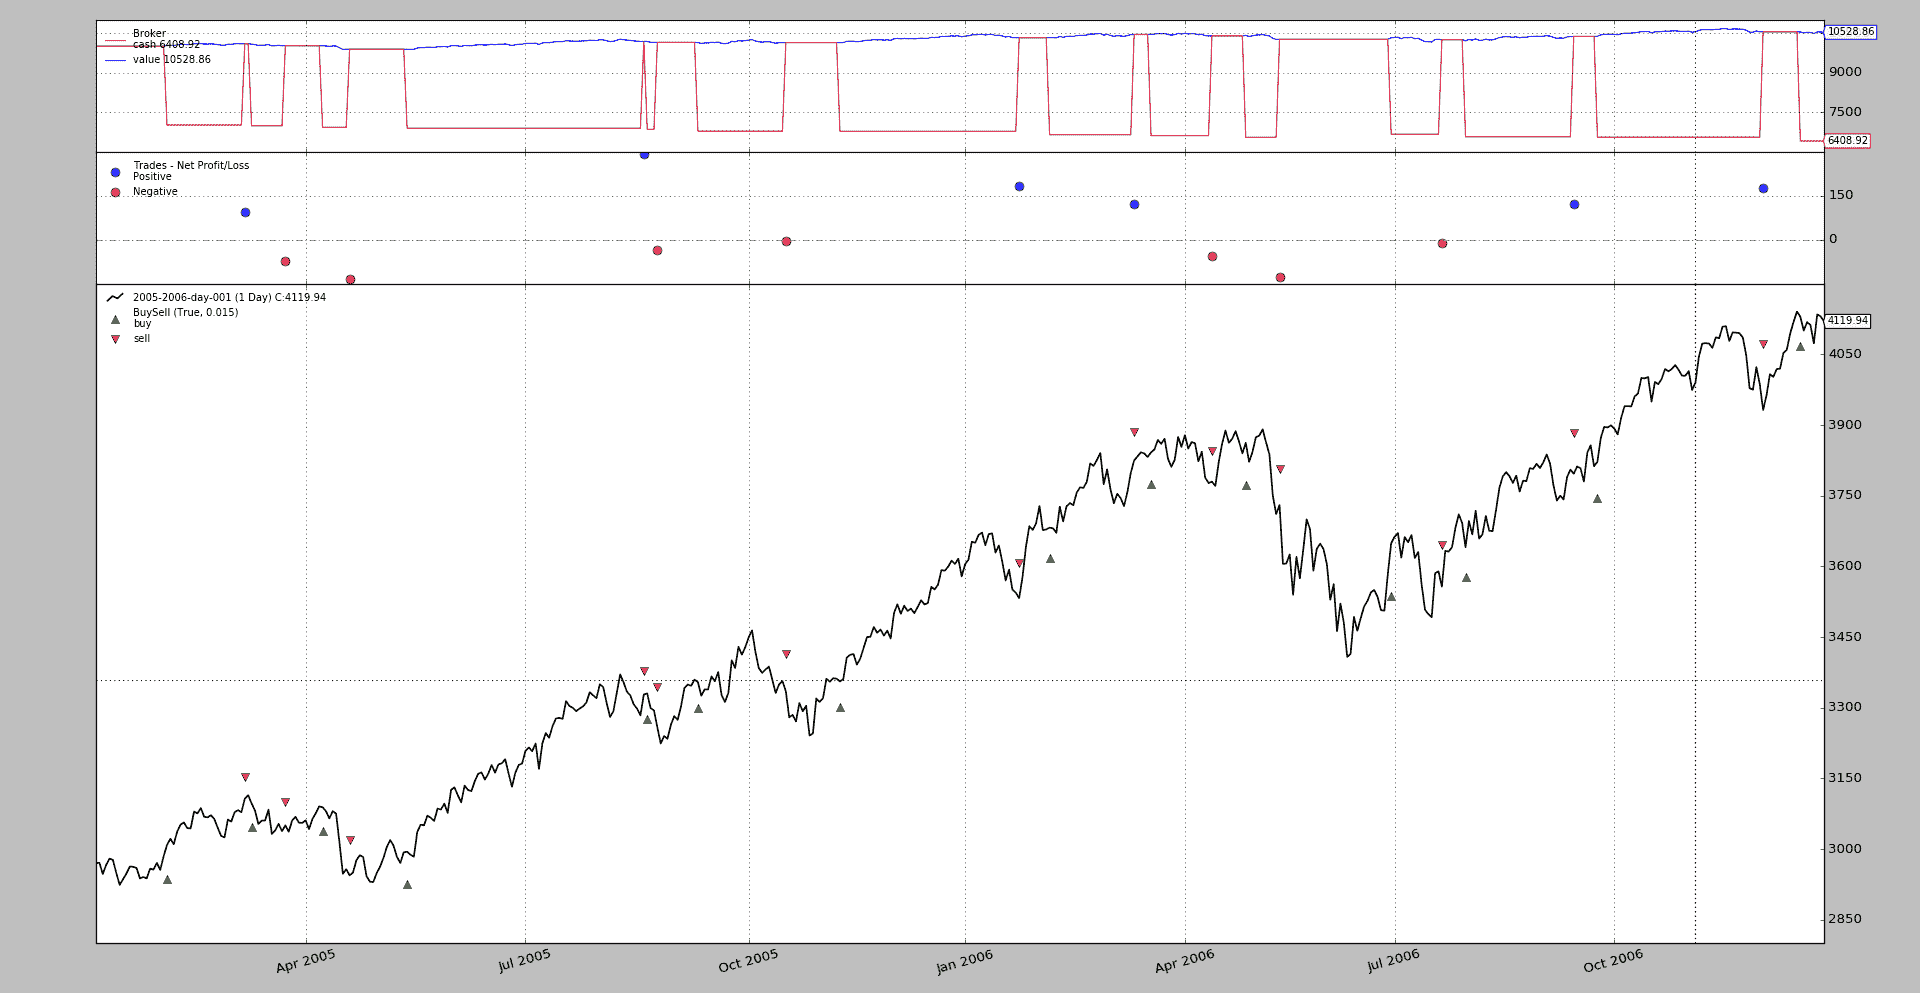 Broker
cash 6408.92
value 10528.86
10528.86
9000
7500
6408.92
Trades - Net Profit/Loss
Positive
Negative
150
0
2005-2006-day-001 (1 Day) C:4119.94
BuySell (True, 0.015)
buy
sell
4119.94
4050
3900
3750
3600
3450
3300
3150
3000
2850
Apr 2005
Jul 2005
Oct 2005
Jan 2006
Apr 2006
Jul 2006
Oct 2006